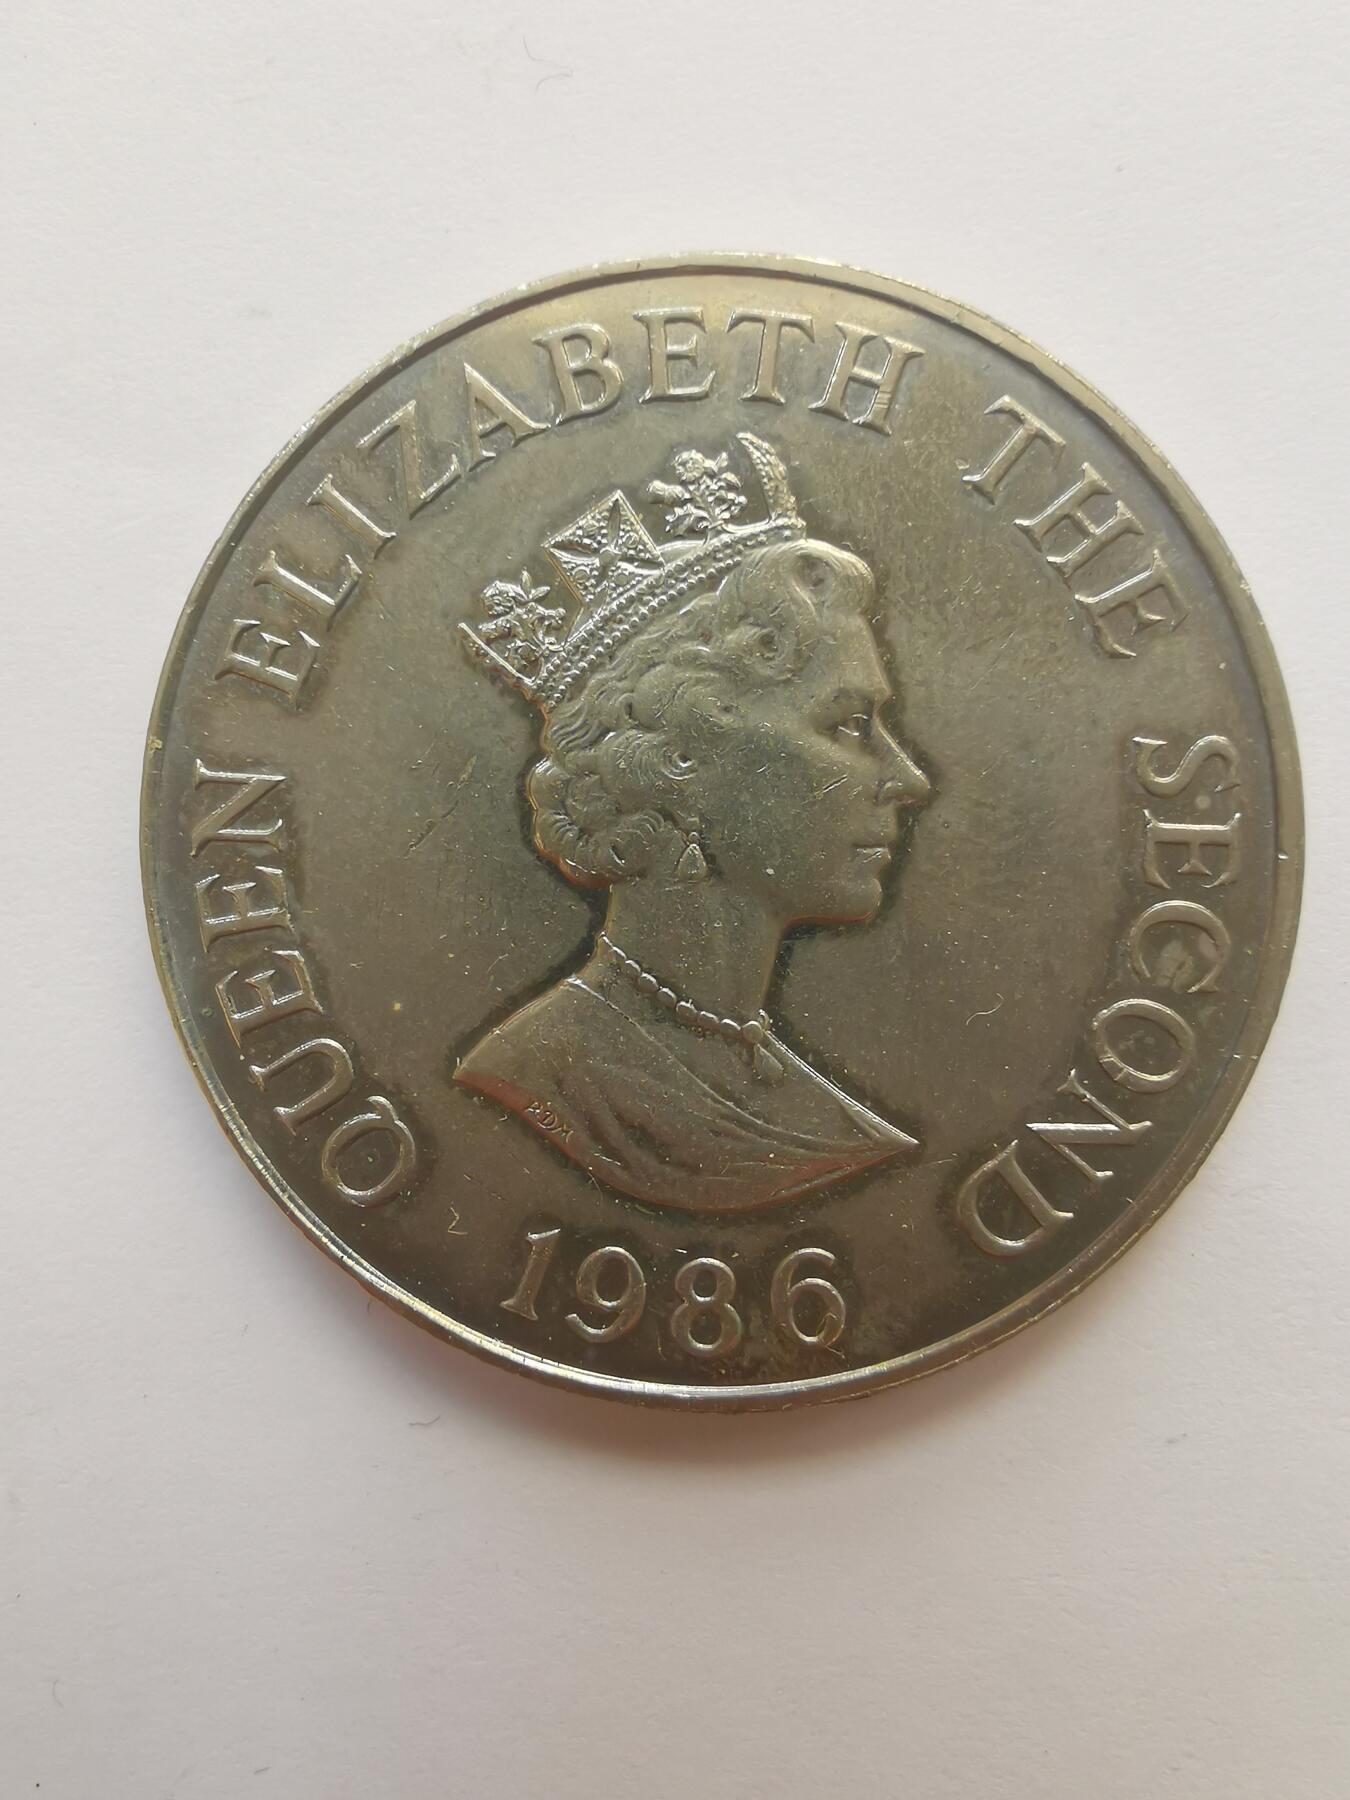 QUEEN ELIZABETH THE SECOND
RDM
1986